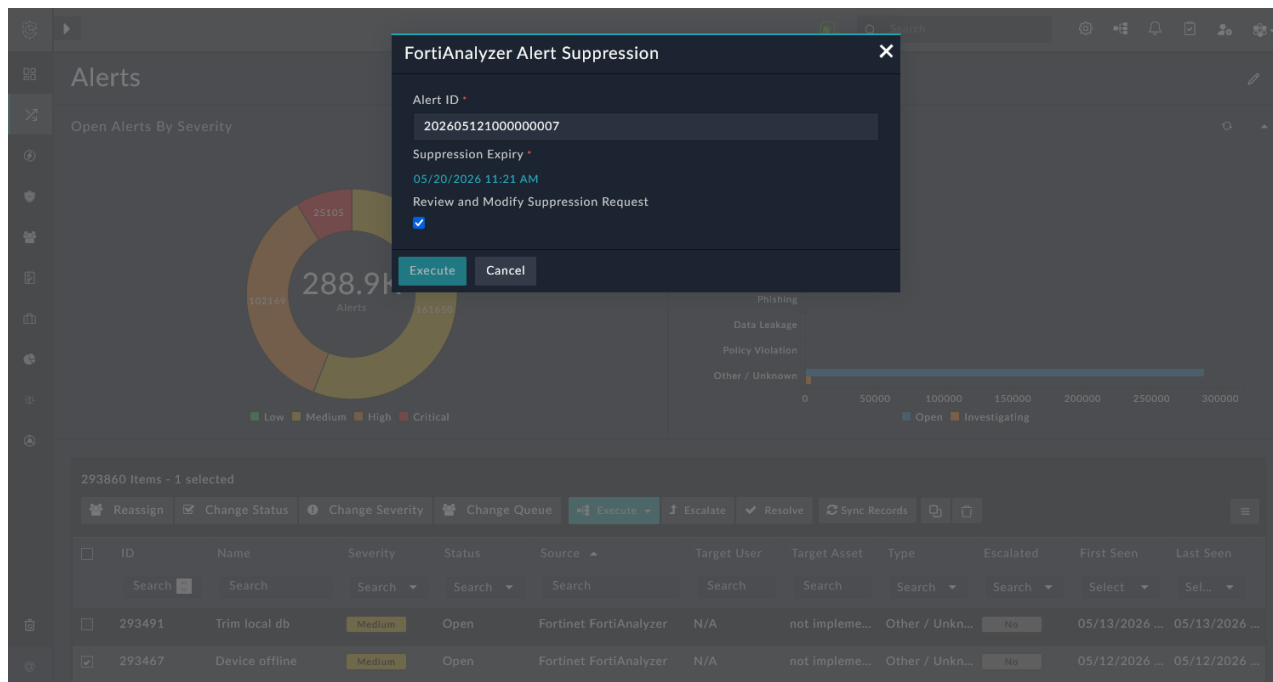 Search
FortiAnalyzer Alert Suppression
Alerts
Alert ID *
Open Alerts By Severity
202605121000000007
Suppression Expiry *
05/20/2026 11:21 AM
Review and Modify Suppression Request
25105
Execute Cancel
288.9K
Alerts
102169
161650
Low Medium High Critical
Phishing
Data Leakage
Policy Violation
Other / Unknown
0 50000 100000 150000 200000 250000 300000
Open Investigating
293860 Items - 1 selected
Reassign Change Status Change Severity Change Queue Execute Escalate Resolve Sync Records
ID Name Severity Status Source Target User Target Asset Type Escalated First Seen Last Seen
Search Search Search Search Search Search Search Search Search Select Sel...
293491 Trim local db Medium Open Fortinet FortiAnalyzer N/A not impleme... Other / Unkn... No 05/13/2026 ... 05/13/2026 ...
293467 Device offline Medium Open Fortinet FortiAnalyzer N/A not impleme... Other / Unkn... No 05/12/2026 ... 05/12/2026 ...